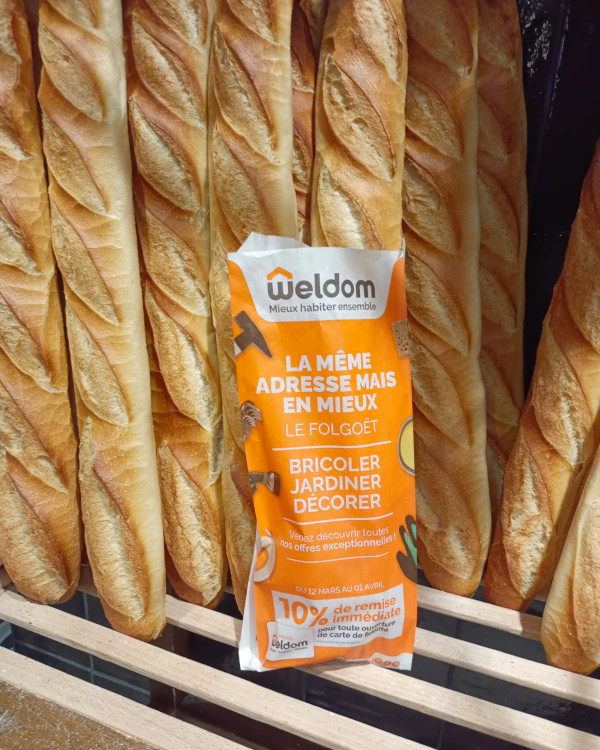 weldom
Mieux habiter ensemble
LA MÊME
ADRESSE MAIS
EN MIEUX
LE FOLGOËT
BRICOLER
JARDINER
DÉCORER
Venez découvrir toutes
nos offres exceptionnelles !
DU 12 MARS AU 01 AVRIL
10% de remise
immédiate
pour toute ouverture
de carte de fidélité
weldom